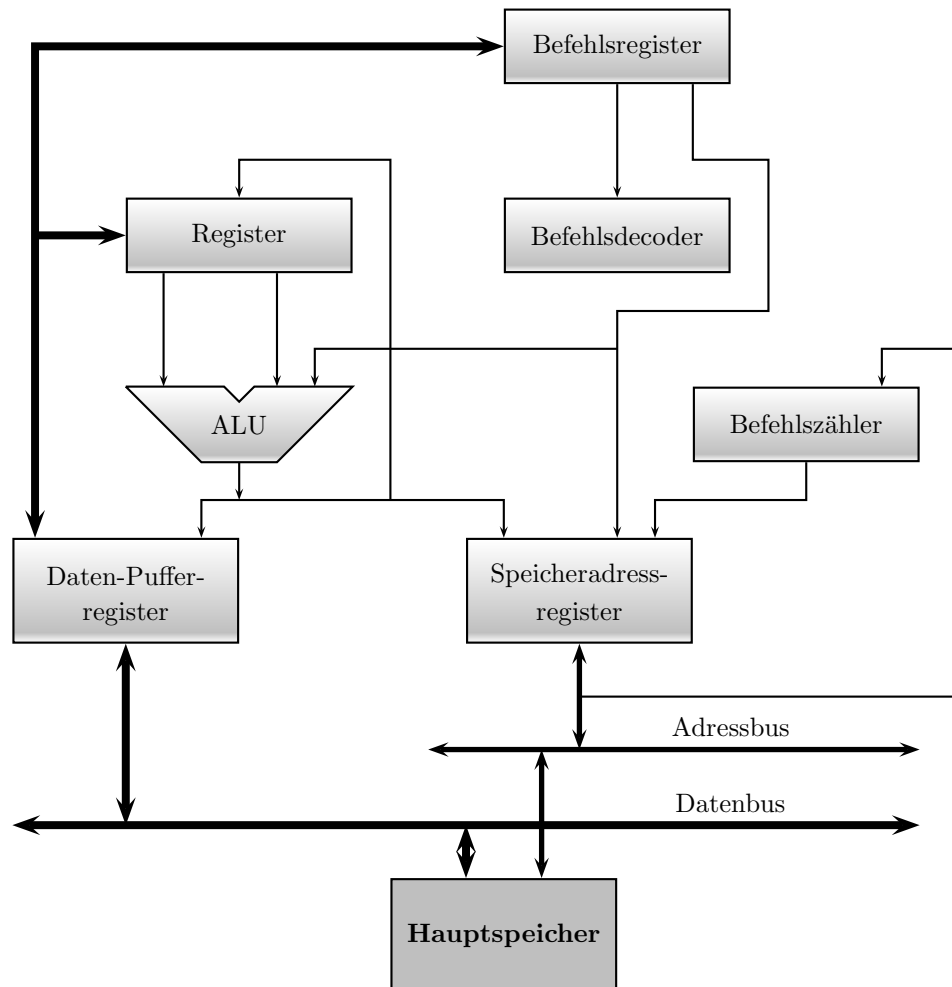 Befehlsregister
Register
Befehlsdecoder
ALU
Befehlszähler
Daten-Puffer-
register
Speicheradress-
register
Adressbus
Datenbus
Hauptspeicher